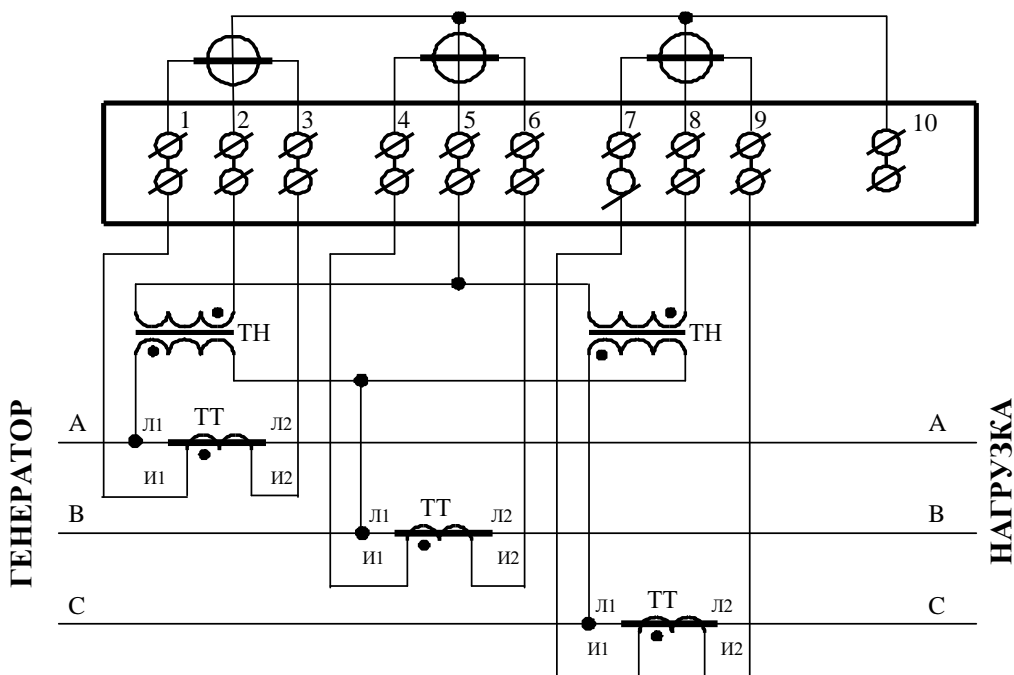 1 2 3 4 5 6 7 8 9 10
ТН ТН
ГЕНЕРАТОР
НАГРУЗКА
А Л1 ТТ Л2 А
И1 И2
В Л1 ТТ Л2 В
И1 И2
С Л1 ТТ Л2 С
И1 И2